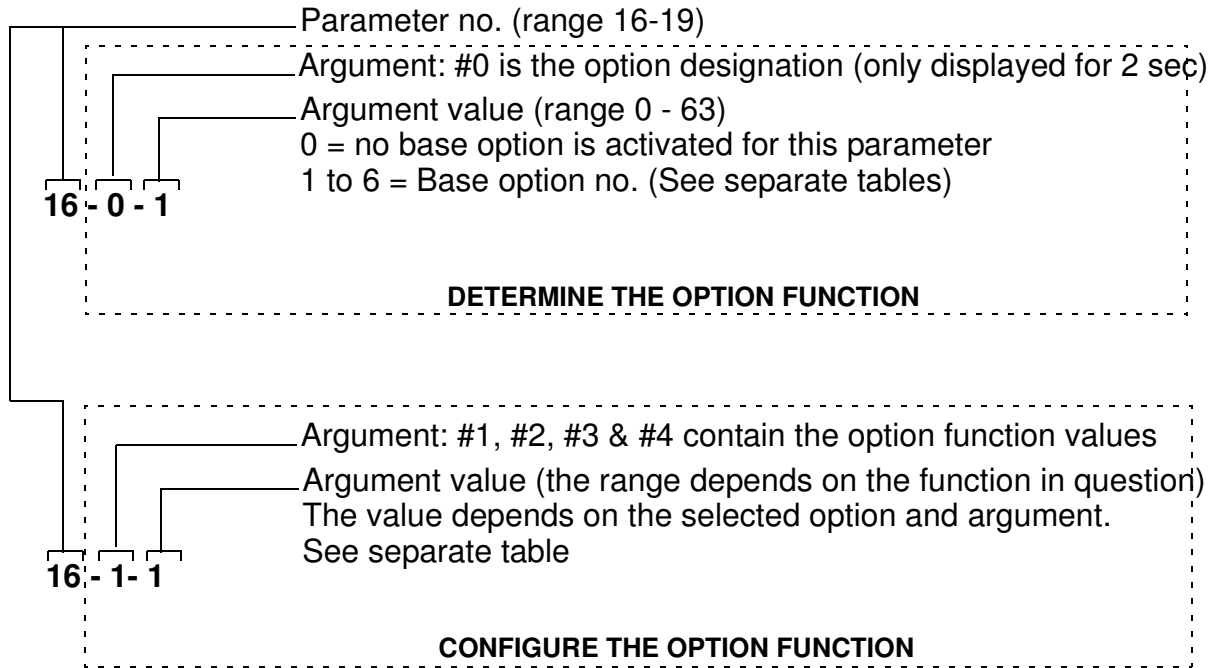 Parameter no. (range 16-19)
Argument: #0 is the option designation (only displayed for 2 sec)
Argument value (range 0 - 63)
0 = no base option is activated for this parameter
1 to 6 = Base option no. (See separate tables)
16 - 0 - 1
DETERMINE THE OPTION FUNCTION
Argument: #1, #2, #3 & #4 contain the option function values
Argument value (the range depends on the function in question)
The value depends on the selected option and argument.
See separate table
16 - 1- 1
CONFIGURE THE OPTION FUNCTION